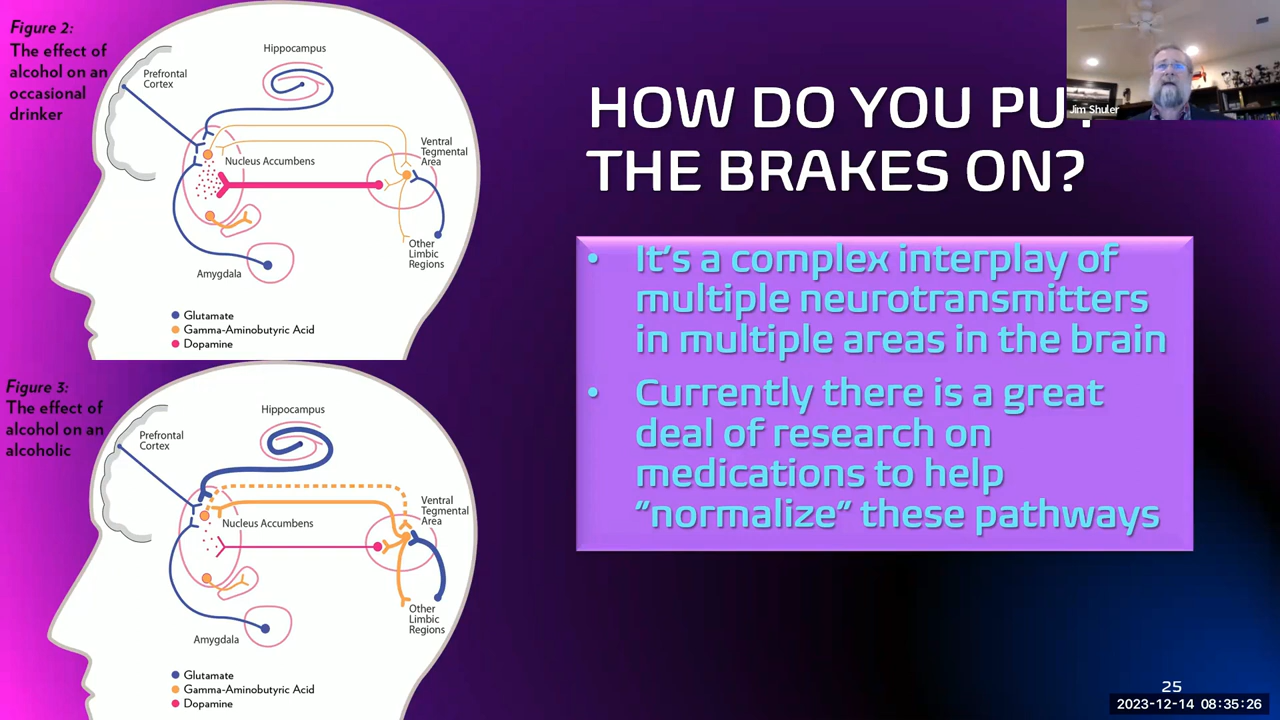 Figure 2:
The effect of
alcohol on an
occasional
drinker
Hippocampus
Prefrontal
Cortex
Nucleus Accumbens
Ventral
Tegmental
Area
Other
Limbic
Regions
Amygdala
Glutamate
Gamma-Aminobutyric Acid
Dopamine
Figure 3:
The effect of
alcohol on an
alcoholic
Hippocampus
Prefrontal
Cortex
Nucleus Accumbens
Ventral
Tegmental
Area
Other
Limbic
Regions
Amygdala
Glutamate
Gamma-Aminobutyric Acid
Dopamine
HOW DO YOU PUT
THE BRAKES ON?
• It's a complex interplay of
multiple neurotransmitters
in multiple areas in the brain
• Currently there is a great
deal of research on
medications to help
"normalize" these pathways
Jim Shuler
25
2023-12-14 08:35:26